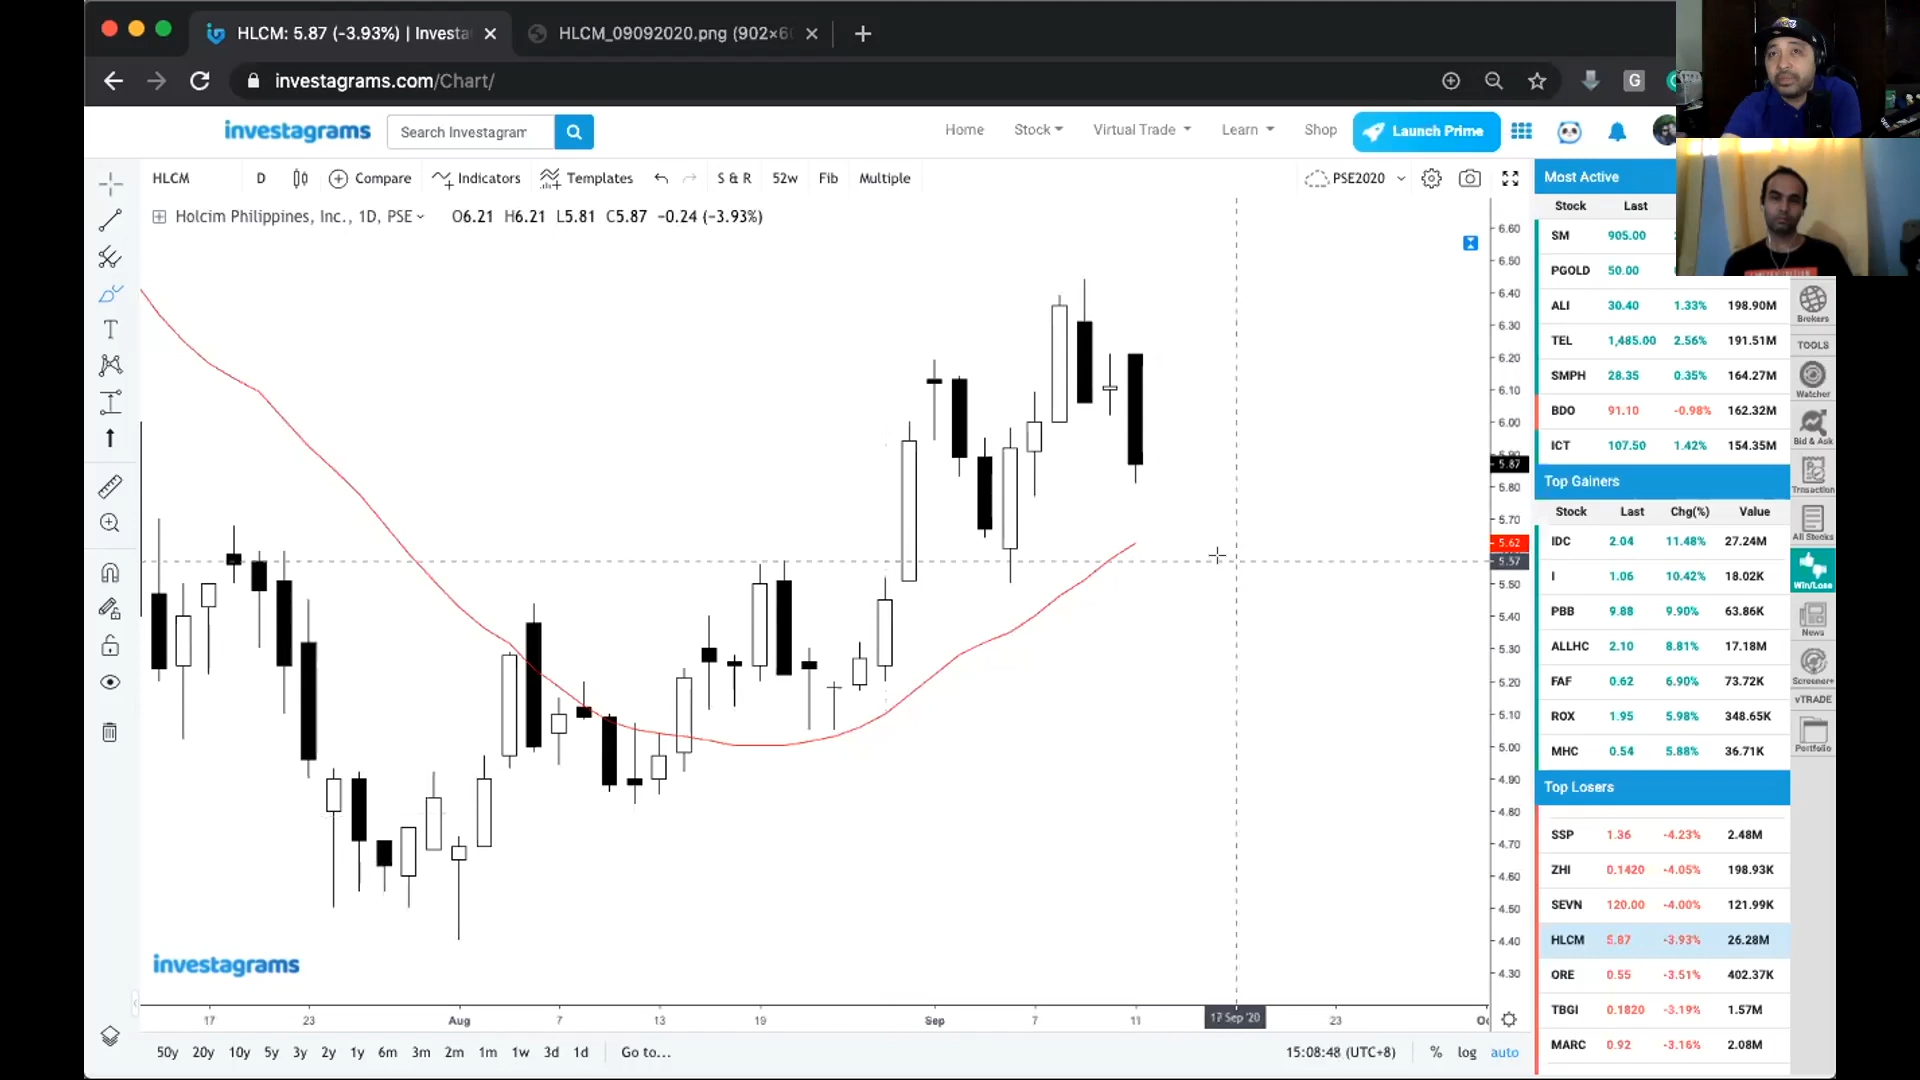 HLCM: 5.87 (-3.93%) | Investa
HLCM_09092020.png (902×6
investagrams.com/Chart/
investagrams
Search Investagram
Home Stock Virtual Trade Learn Shop Launch Prime
HLCM D Compare Indicators Templates S & R 52w Fib Multiple PSE2020
Holcim Philippines, Inc., 1D, PSE O6.21 H6.21 L5.81 C5.87 -0.24 (-3.93%)
6.60
6.50
6.40
6.30
6.20
6.10
6.00
5.90
5.87
5.80
5.70
5.62
5.57
5.50
5.40
5.30
5.20
5.10
5.00
4.90
4.80
4.70
4.60
4.50
4.40
4.30
investagrams
17 23 Aug 7 13 19 Sep 7 11 17 Sep '20 23
50y 20y 10y 5y 3y 2y 1y 6m 3m 2m 1m 1w 3d 1d Go to... 15:08:48 (UTC+8) % log auto
Most Active
Stock Last
SM 905.00
PGOLD 50.00
ALI 30.40 1.33% 198.90M
TEL 1,485.00 2.56% 191.51M
SMPH 28.35 0.35% 164.27M
BDO 91.10 -0.98% 162.32M
ICT 107.50 1.42% 154.35M
Top Gainers
Stock Last Chg(%) Value
IDC 2.04 11.48% 27.24M
I 1.06 10.42% 18.02K
PBB 9.88 9.90% 63.86K
ALLHC 2.10 8.81% 17.18M
FAF 0.62 6.90% 73.72K
ROX 1.95 5.98% 348.65K
MHC 0.54 5.88% 36.71K
Top Losers
SSP 1.36 -4.23% 2.48M
ZHI 0.1420 -4.05% 198.93K
SEVN 120.00 -4.00% 121.99K
HLCM 5.87 -3.93% 26.28M
ORE 0.55 -3.51% 402.37K
TBGI 0.1820 -3.19% 1.57M
MARC 0.92 -3.16% 2.08M
Brokers
TOOLS
Watcher
Bid & Ask
Trnsaction
All Stocks
Win/Lose
News
Screener+
vTRADE
Portfolio